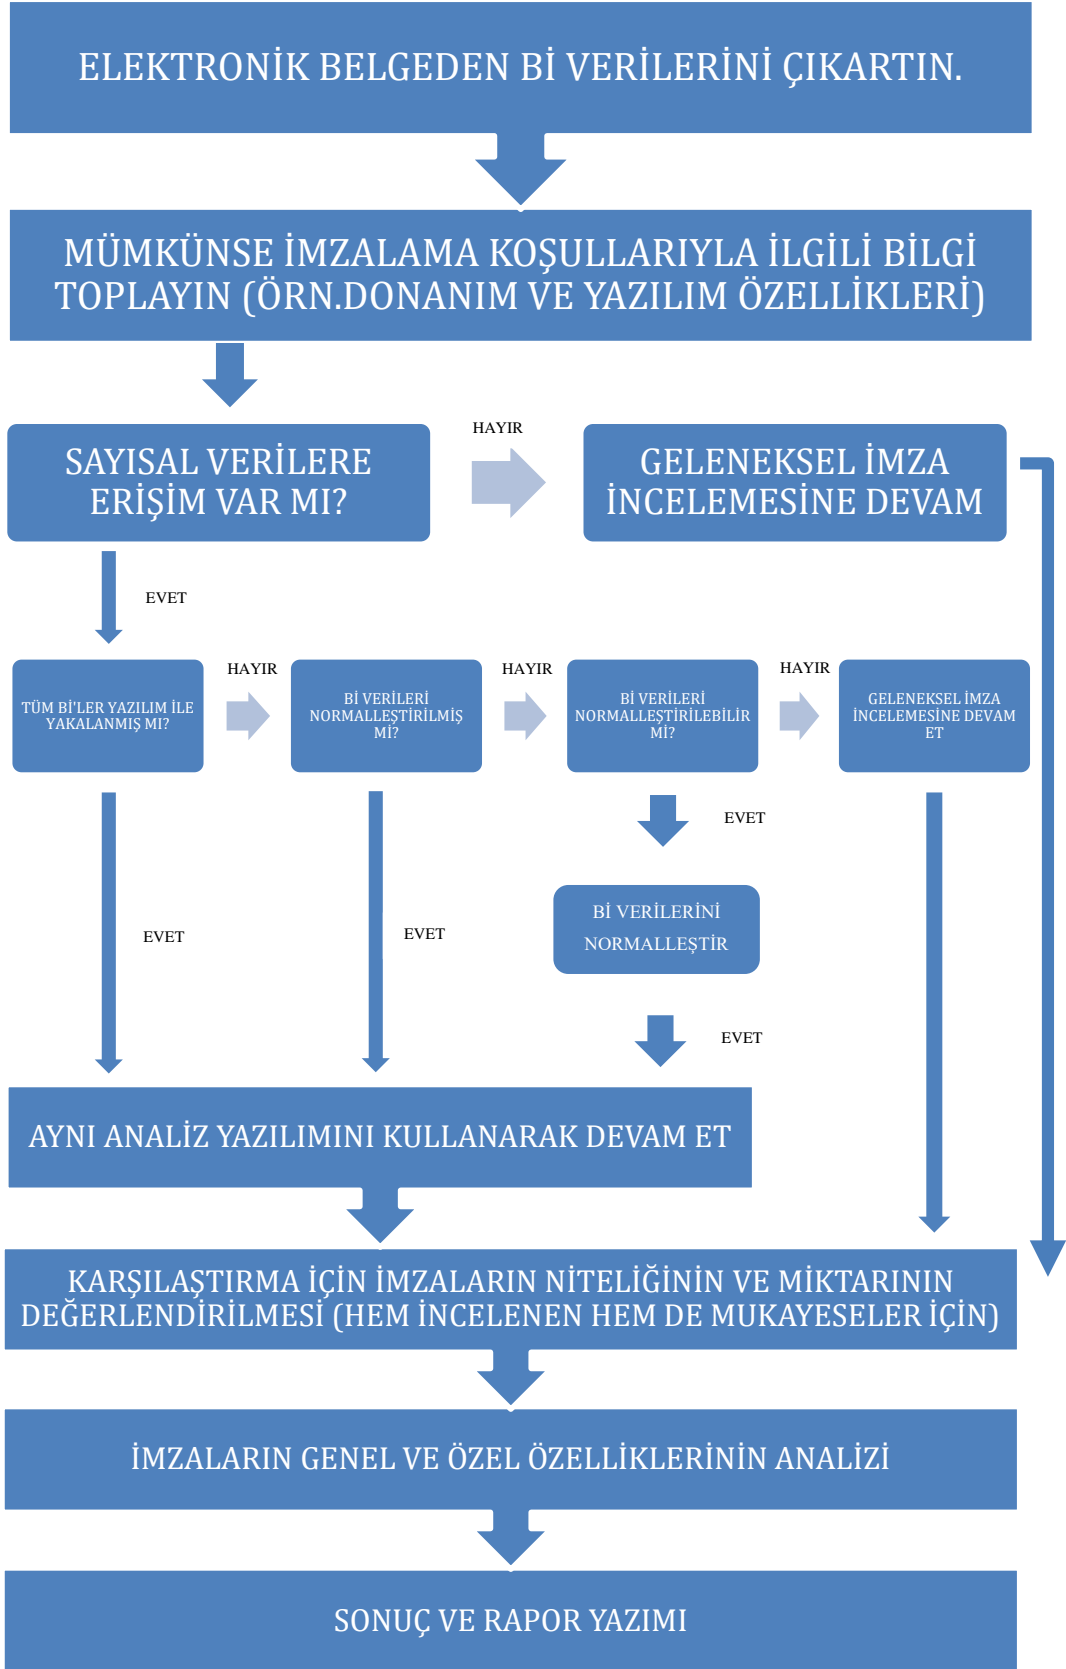 ELEKTRONİK BELGEDEN Bİ VERİLERİNİ ÇIKARTIN.
MÜMKÜNSE İMZALAMA KOŞULLARIYLA İLGİLİ BİLGİ
TOPLAYIN (ÖRN.DONANIM VE YAZILIM ÖZELLİKLERİ)
SAYISAL VERİLERE
ERİŞİM VAR MI?
HAYIR
GELENEKSEL İMZA
İNCELEMESİNE DEVAM
EVET
TÜM Bİ'LER YAZILIM İLE
YAKALANMIŞ MI?
HAYIR
Bİ VERİLERİ
NORMALLEŞTİRİLMİŞ
Mİ?
HAYIR
Bİ VERİLERİ
NORMALLEŞTİRİLEBİLİR
Mİ?
HAYIR
GELENEKSEL İMZA
İNCELEMESİNE DEVAM
ET
EVET
EVET
EVET
Bİ VERİLERİNİ
NORMALLEŞTİR
EVET
AYNI ANALİZ YAZILIMINI KULLANARAK DEVAM ET
KARŞILAŞTIRMA İÇİN İMZALARIN NİTELİĞİNİN VE MİKTARININ
DEĞERLENDİRİLMESİ (HEM İNCELENEN HEM DE MUKAYESELER İÇİN)
İMZALARIN GENEL VE ÖZEL ÖZELLİKLERİNİN ANALİZİ
SONUÇ VE RAPOR YAZIMI